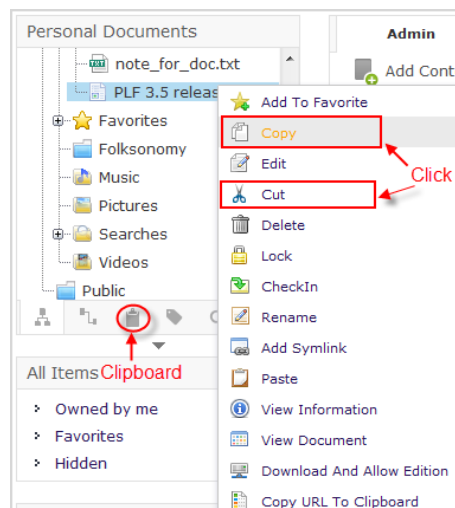 Personal Documents
note_for_doc.txt
PLF 3.5 releas
Favorites
Folksonomy
Music
Pictures
Searches
Videos
Public
Clipboard
All Items
Owned by me
Favorites
Hidden
Admin
Add Cont
Add To Favorite
Copy
Edit
Click
Cut
Delete
Lock
CheckIn
Rename
Add Symlink
Paste
View Information
View Document
Download And Allow Edition
Copy URL To Clipboard